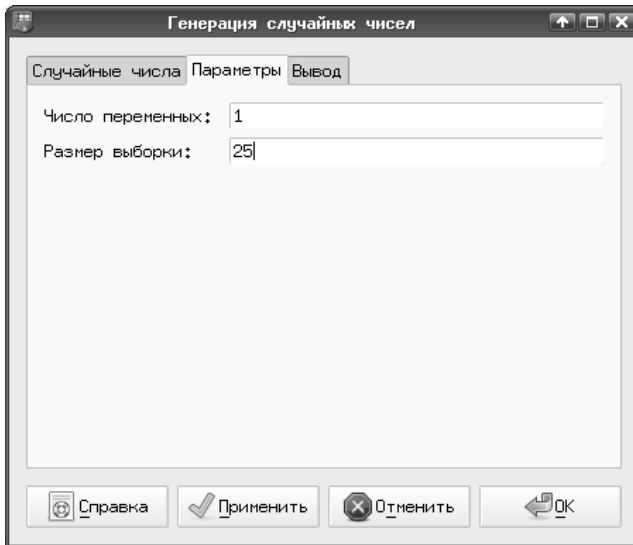 Генерация случайных чисел
Случайные числа Параметры Вывод
Число переменных: 1
Размер выборки: 25
Справка Применить Отменить OK